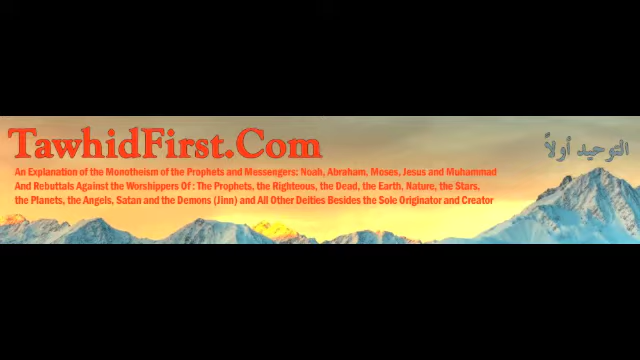 TawhidFirst.Com
التوحيد أولاً
An Explanation of the Monotheism of the Prophets and Messengers: Noah, Abraham, Moses, Jesus and Muhammad
And Rebuttals Against the Worshippers Of: The Prophets, the Righteous, the Dead, the Earth, Nature, the Stars,
the Planets, the Angels, Satan and the Demons (Jinn) and All Other Deities Besides the Sole Originator and Creator